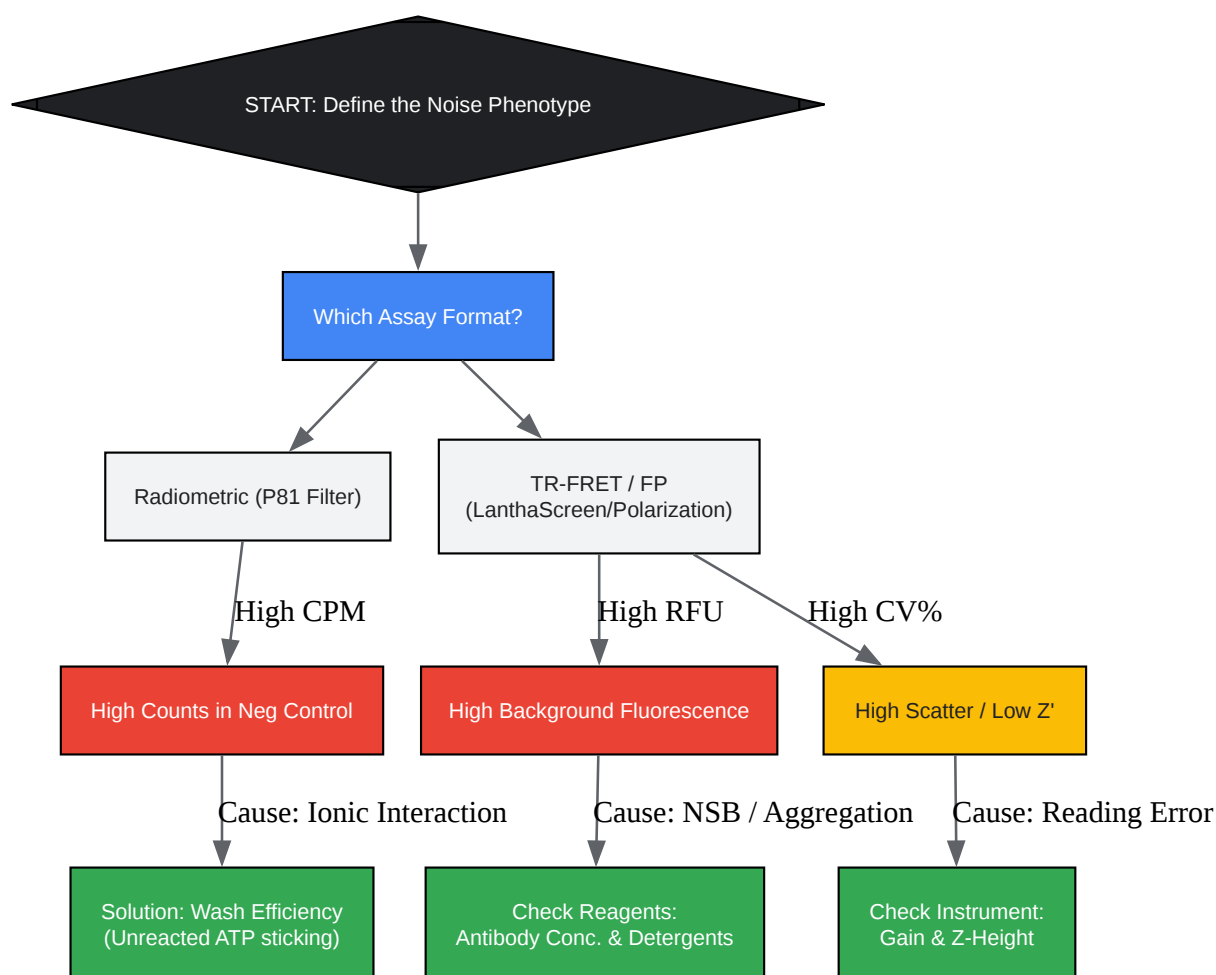 START: Define the Noise Phenotype
Which Assay Format?
Radiometric (P81 Filter)
TR-FRET / FP
(LanthaScreen/Polarization)
High CPM
High RFU
High CV%
High Counts in Neg Control
High Background Fluorescence
High Scatter / Low Z'
Cause: Ionic Interaction
Cause: NSB / Aggregation
Cause: Reading Error
Solution: Wash Efficiency
(Unreacted ATP sticking)
Check Reagents:
Antibody Conc. & Detergents
Check Instrument:
Gain & Z-Height